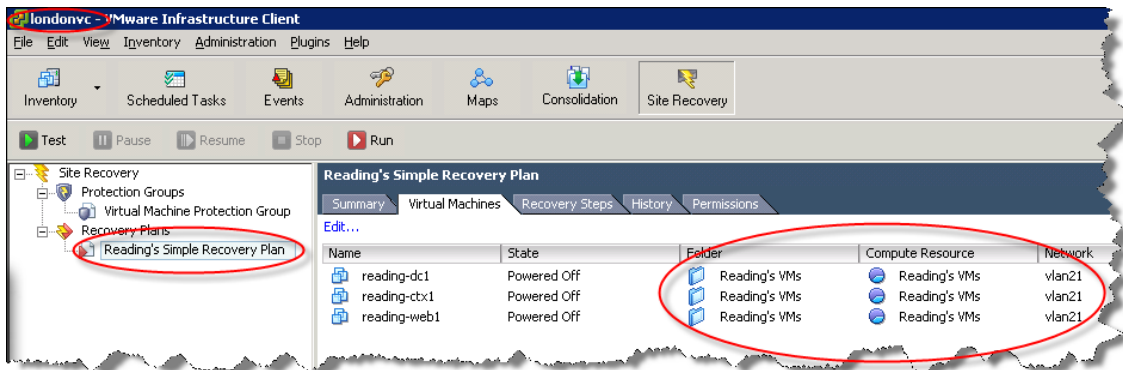 londonvc - VMware Infrastructure Client
File Edit View Inventory Administration Plugins Help
Inventory Scheduled Tasks Events Administration Maps Consolidation Site Recovery
Test Pause Resume Stop Run
Site Recovery
Protection Groups
Virtual Machine Protection Group
Recovery Plans
Reading's Simple Recovery Plan
Reading's Simple Recovery Plan
Summary Virtual Machines Recovery Steps History Permissions
Edit...
Name State Folder Compute Resource Network
reading-dc1 Powered Off Reading's VMs Reading's VMs vlan21
reading-ctx1 Powered Off Reading's VMs Reading's VMs vlan21
reading-web1 Powered Off Reading's VMs Reading's VMs vlan21